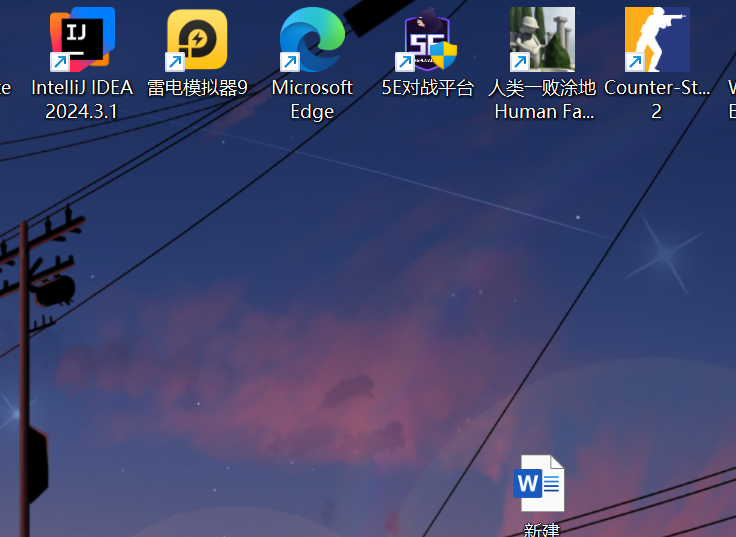 te
IntelliJ IDEA
2024.3.1
雷电模拟器9
Microsoft
Edge
5E对战平台
人类一败涂地
Human Fa...
Counter-St...
2
W
E
新建